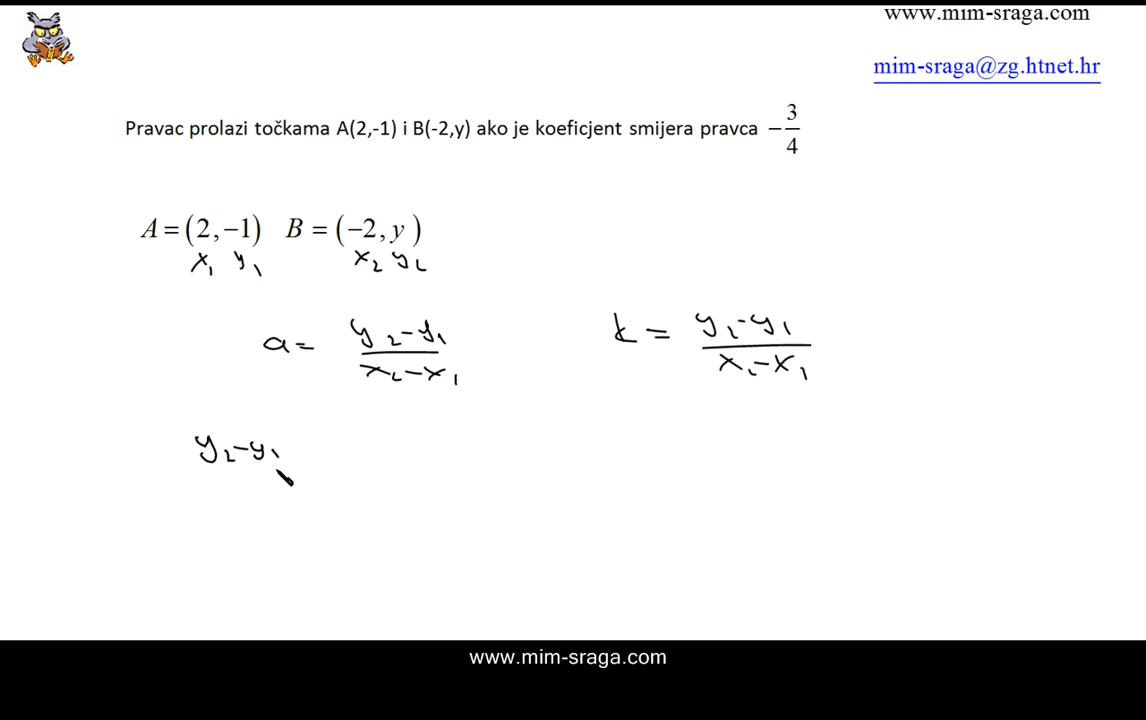 www.mim-sraga.com
mim-sraga@zg.htnet.hr
Pravac prolazi točkama A(2,-1) i B(-2,y) ako je koeficjent smijera pravca −3/4
A = (2, −1)  B = (−2, y)
x₁ y₁ x₂ y₂
a = (y₂ − y₁)/(x₂ − x₁)  k = (y₂ − y₁)/(x₂ − x₁)
y₂ − y₁
www.mim-sraga.com